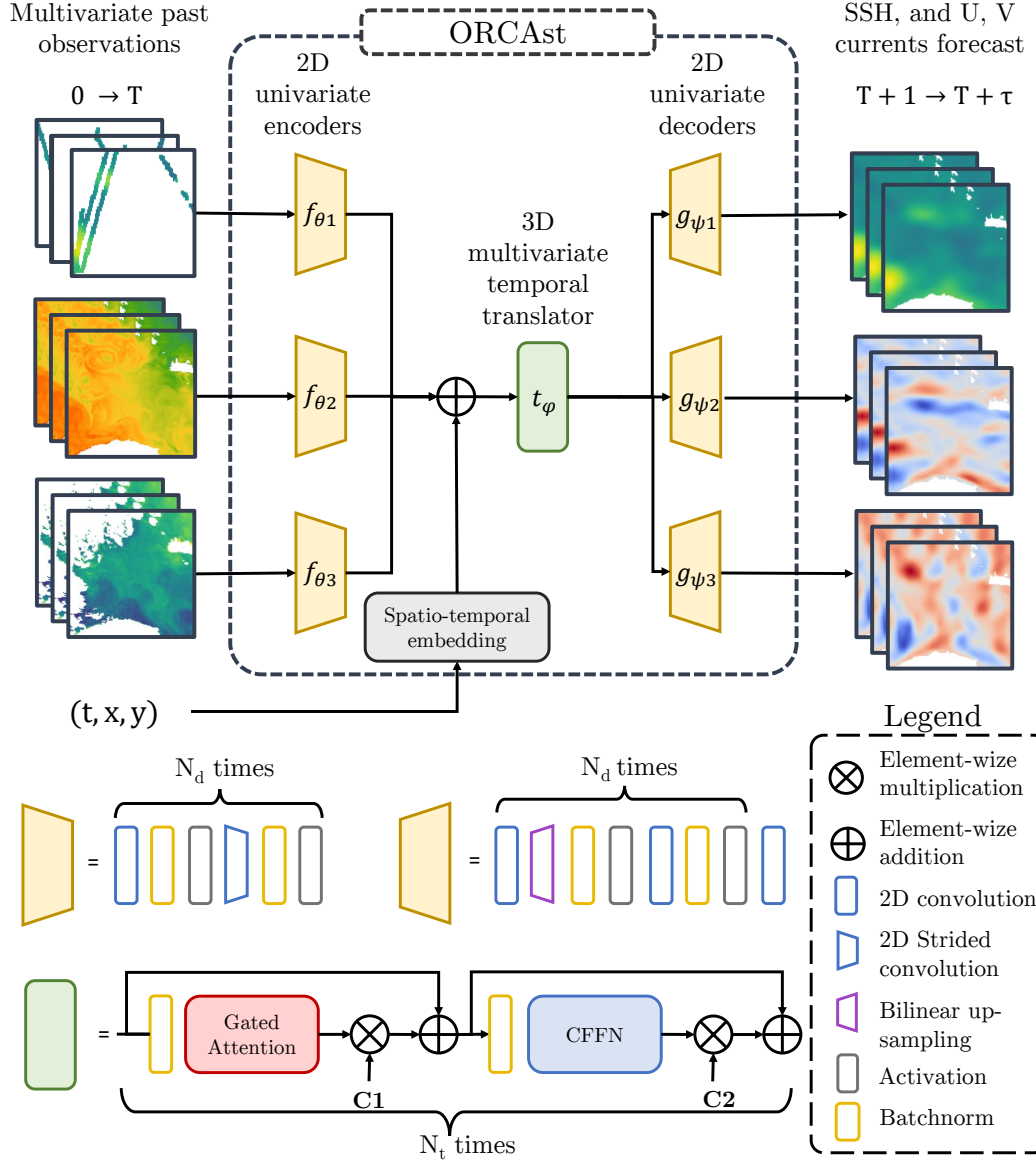 Multivariate past
observations
0 → T
ORCAst
2D
univariate
encoders
2D
univariate
decoders
SSH, and U, V
currents forecast
T + 1 → T + τ
f_θ1
f_θ2
f_θ3
3D
multivariate
temporal
translator
t_φ
g_ψ1
g_ψ2
g_ψ3
Spatio-temporal
embedding
(t, x, y)
N_d times
=
N_d times
=
=
Gated
Attention
C1
CFFN
C2
N_t times
Legend
Element-wize
multiplication
Element-wize
addition
2D convolution
2D Strided
convolution
Bilinear up-
sampling
Activation
Batchnorm